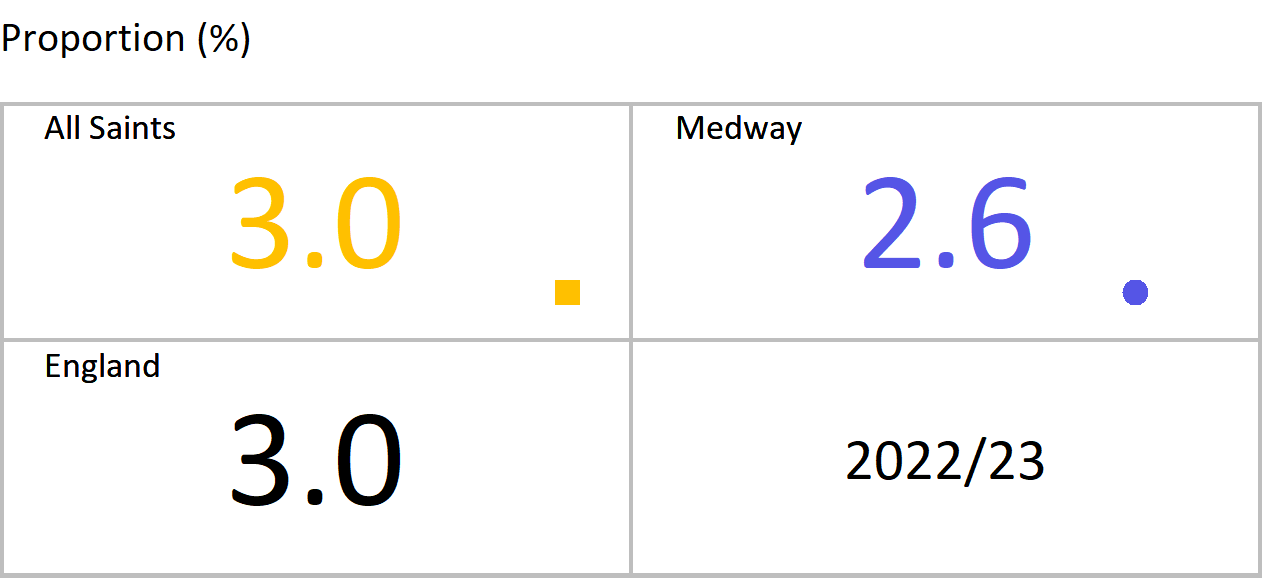 Proportion (%)
All Saints
3.0
Medway
2.6
England
3.0
2022/23